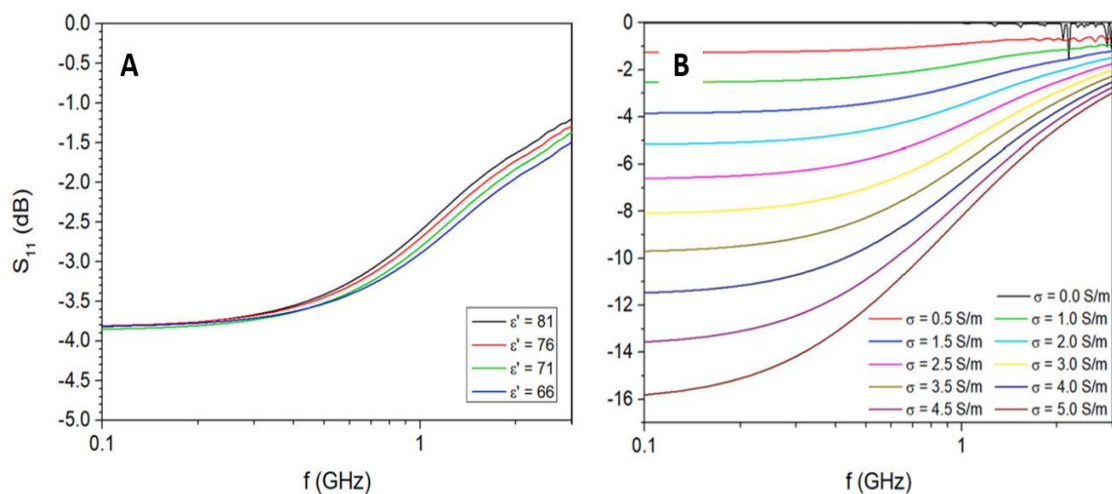 A
S₁₁ (dB)
0.0
-0.5
-1.0
-1.5
-2.0
-2.5
-3.0
-3.5
-4.0
-4.5
-5.0
ε' = 81
ε' = 76
ε' = 71
ε' = 66
0.1 1
f (GHz)
B
0
-2
-4
-6
-8
-10
-12
-14
-16
σ = 0.0 S/m
σ = 0.5 S/m σ = 1.0 S/m
σ = 1.5 S/m σ = 2.0 S/m
σ = 2.5 S/m σ = 3.0 S/m
σ = 3.5 S/m σ = 4.0 S/m
σ = 4.5 S/m σ = 5.0 S/m
0.1 1
f (GHz)